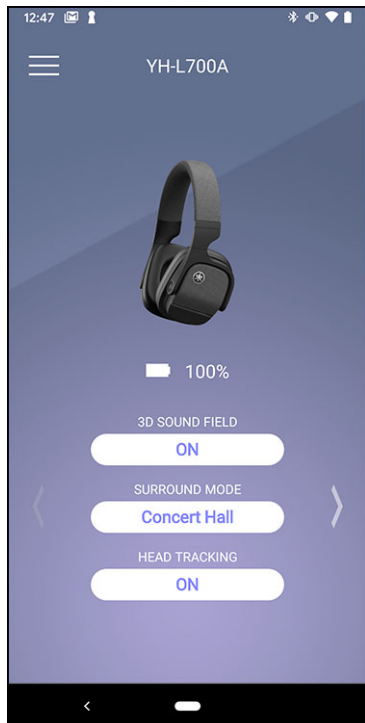 12:47
YH-L700A
100%
3D SOUND FIELD
ON
SURROUND MODE
Concert Hall
HEAD TRACKING
ON